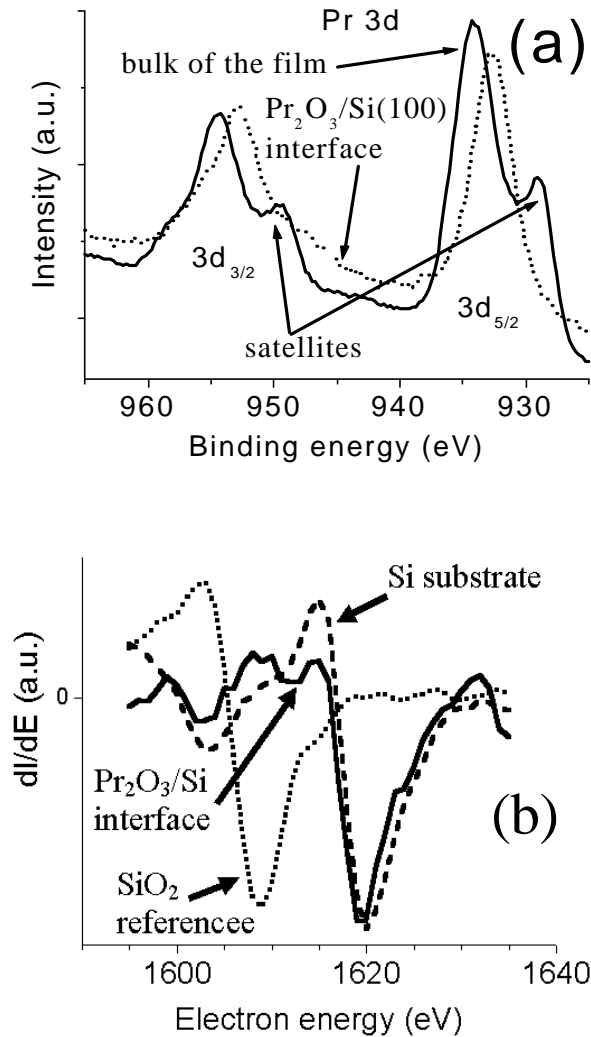 Pr 3d
(a)
bulk of the film
Pr₂O₃/Si(100)
interface
Intensity (a.u.)
3d₃/₂
3d₅/₂
satellites
960 950 940 930
Binding energy (eV)
Si substrate
dI/dE (a.u.)
0
Pr₂O₃/Si
interface
(b)
SiO₂
referencee
1600 1620 1640
Electron energy (eV)